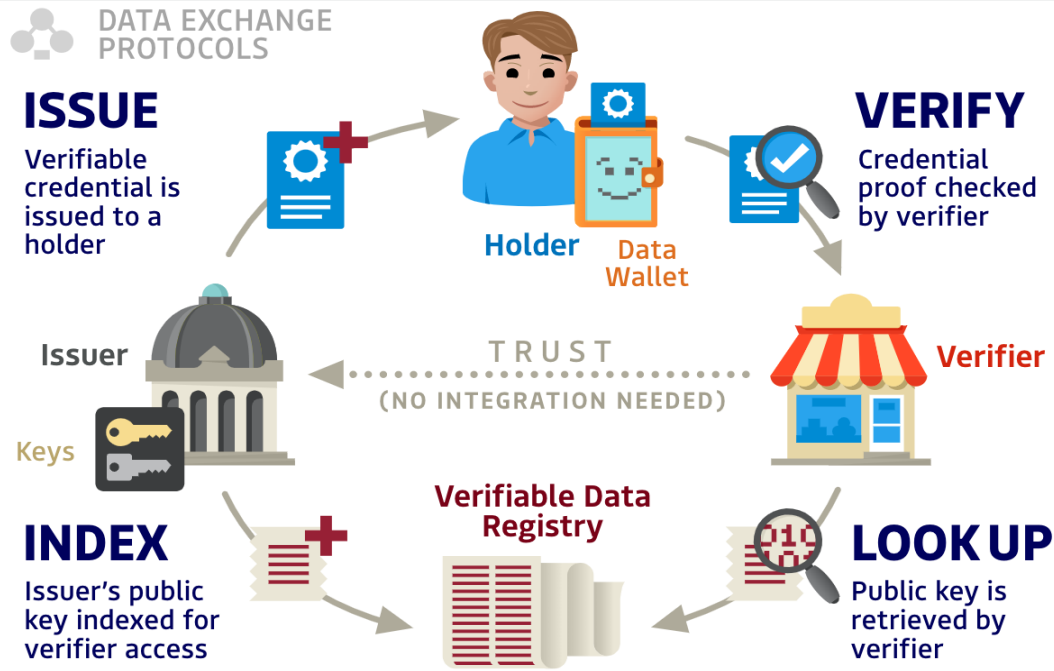 DATA EXCHANGE
PROTOCOLS
ISSUE
Verifiable
credential is
issued to a
holder
VERIFY
Credential
proof checked
by verifier
Holder
Data
Wallet
Issuer
TRUST
(NO INTEGRATION NEEDED)
Verifier
Keys
Verifiable Data
Registry
INDEX
Issuer's public
key indexed for
verifier access
010
LOOK UP
Public key is
retrieved by
verifier